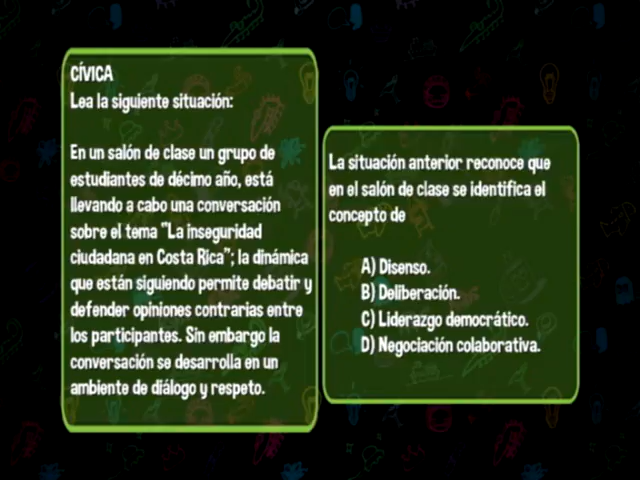 CÍVICA
Lea la siguiente situación:
En un salón de clase un grupo de
estudiantes de décimo año, está
llevando a cabo una conversación
sobre el tema "La inseguridad
ciudadana en Costa Rica"; la dinámica
que están siguiendo permite debatir y
defender opiniones contrarias entre
los participantes. Sin embargo la
conversación se desarrolla en un
ambiente de diálogo y respeto.
La situación anterior reconoce que
en el salón de clase se identifica el
concepto de
A) Disenso.
B) Deliberación.
C) Liderazgo democrático.
D) Negociación colaborativa.